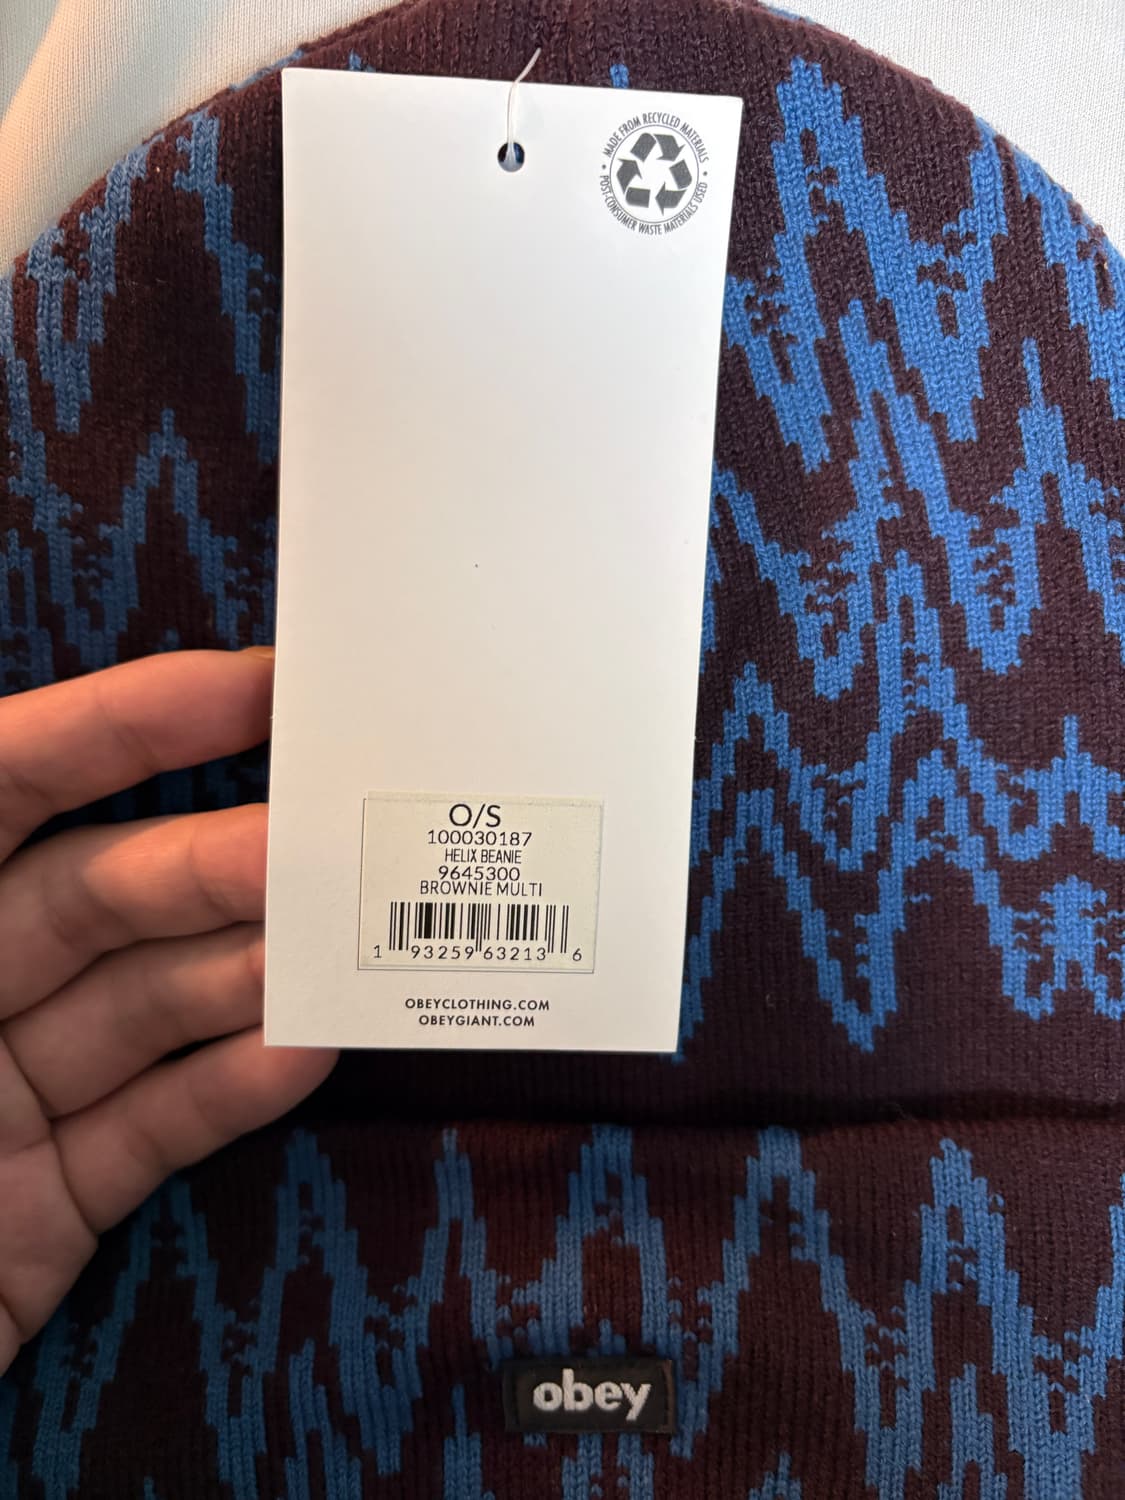 MADE FROM RECYCLED MATERIALS
• POST-CONSUMER WASTE MATERIALS USED •
O/S
100030187
HELIX BEANIE
9645300
BROWNIE MULTI
1 93259 63213 6
OBEYCLOTHING.COM
OBEYGIANT.COM
obey